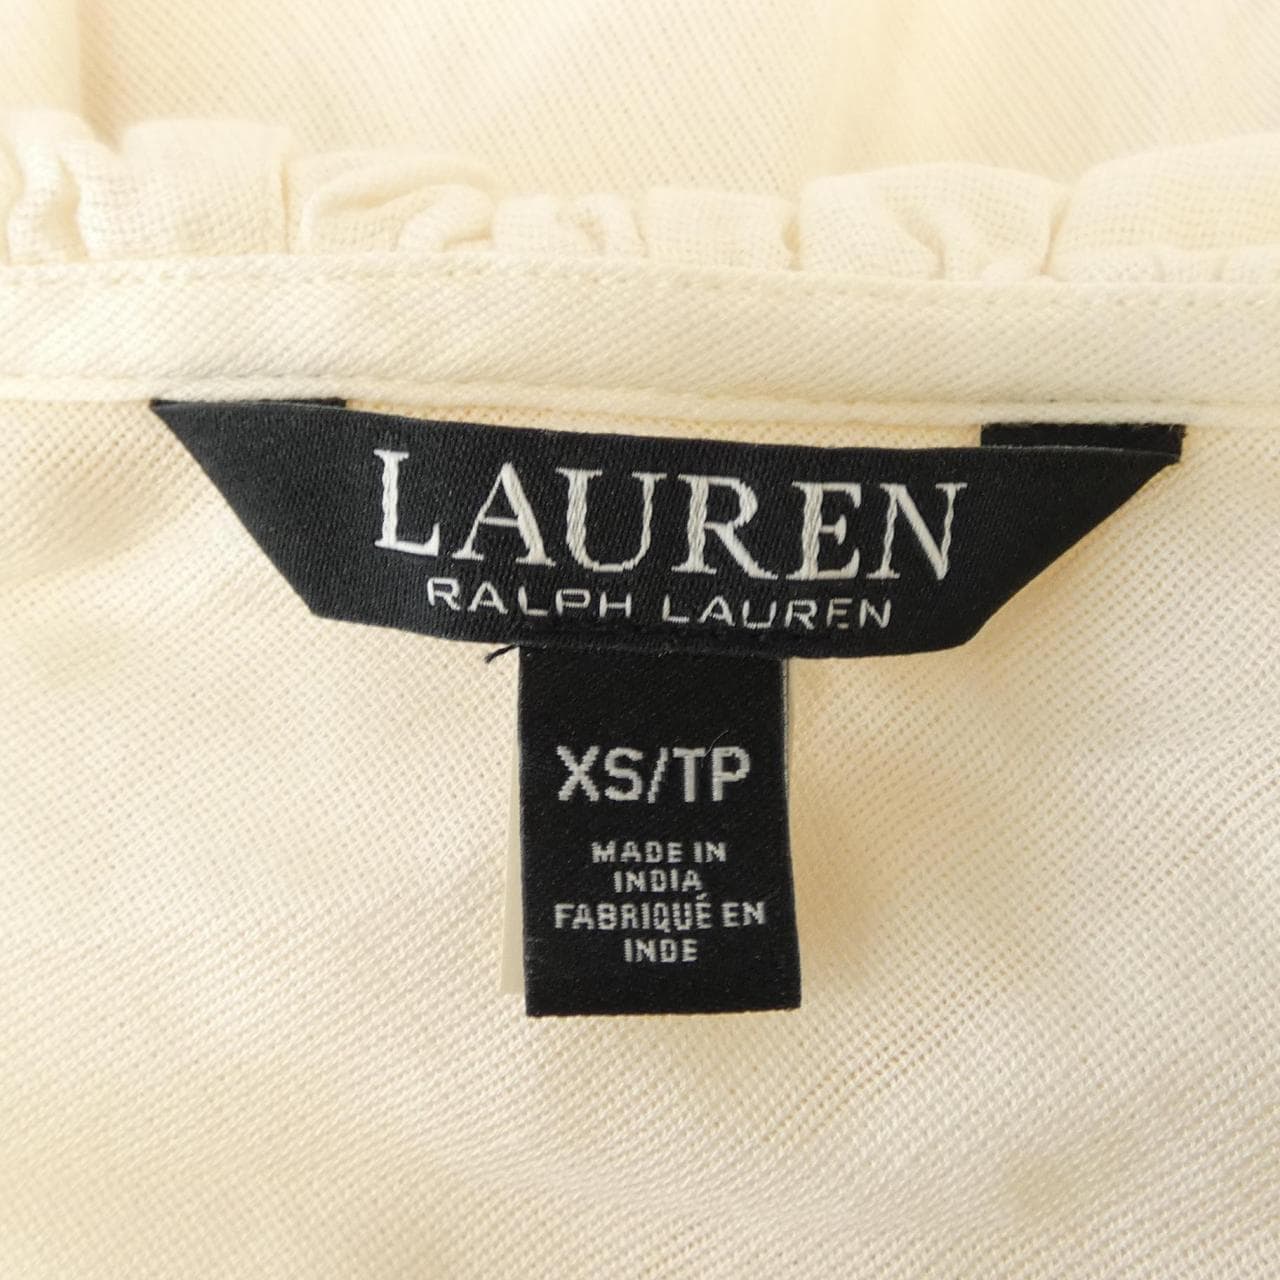 LAUREN
RALPH LAUREN
XS/TP
MADE IN
INDIA
FABRIQUÉ EN
INDE